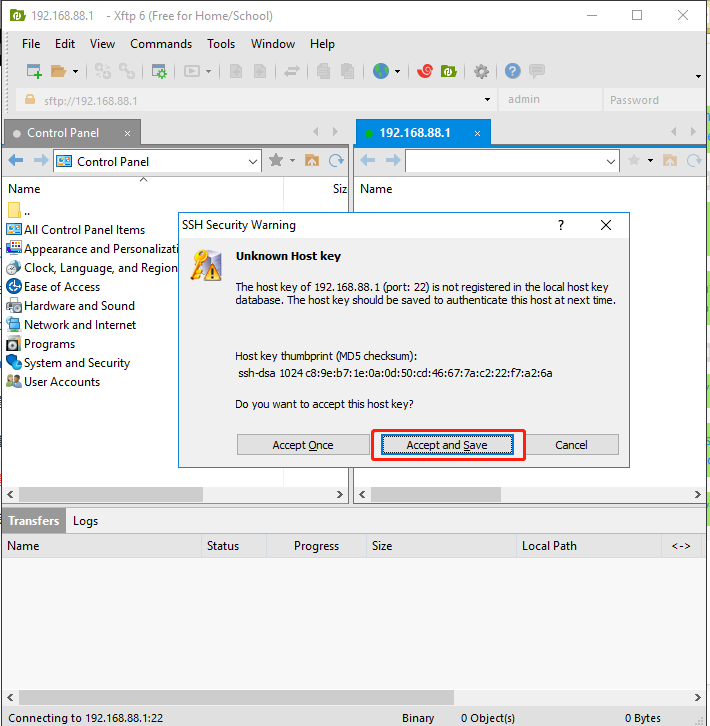 192.168.88.1 - Xftp 6 (Free for Home/School)
File Edit View Commands Tools Window Help
sftp://192.168.88.1 admin Password
Control Panel × 192.168.88.1 ×
Control Panel
Name Siz Name
..
All Control Panel Items
Appearance and Personalizati
Clock, Language, and Region
Ease of Access
Hardware and Sound
Network and Internet
Programs
System and Security
User Accounts
SSH Security Warning ?
Unknown Host key
The host key of 192.168.88.1 (port: 22) is not registered in the local host key
database. The host key should be saved to authenticate this host at next time.
Host key thumbprint (MD5 checksum):
ssh-dsa 1024 c8:9e:b7:1e:0a:0d:50:cd:46:67:7a:c2:22:f7:a2:6a
Do you want to accept this host key?
Accept Once Accept and Save Cancel
Transfers Logs
Name Status Progress Size Local Path <->
Connecting to 192.168.88.1:22 Binary 0 Object(s) 0 Bytes